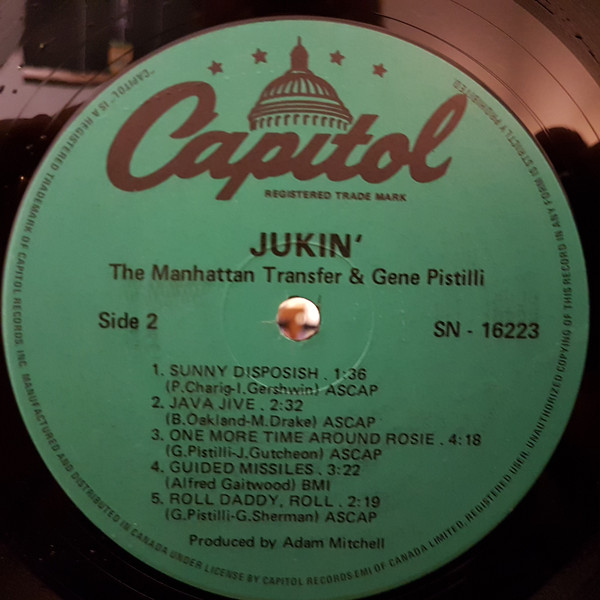 Capitol
REGISTERED TRADE MARK
JUKIN'
The Manhattan Transfer & Gene Pistilli
Side 2
SN - 16223
1. SUNNY DISPOSISH . 1:36
(P.Charig-I.Gershwin) ASCAP
2. JAVA JIVE . 2:32
(B.Oakland-M.Drake) ASCAP
3. ONE MORE TIME AROUND ROSIE . 4:18
(G.Pistilli-J.Gutcheon) ASCAP
4. GUIDED MISSILES . 3:22
(Alfred Gaitwood) BMI
5. ROLL DADDY, ROLL . 2:19
(G.Pistilli-G.Sherman) ASCAP
Produced by Adam Mitchell
"CAPITOL" IS A REGISTERED TRADEMARK OF CAPITOL RECORDS, INC. MANUFACTURED AND DISTRIBUTED IN CANADA UNDER LICENSE BY CAPITOL RECORDS-EMI OF CANADA LIMITED, REGISTERED USER. UNAUTHORIZED COPYING OF THIS RECORD IN ANY FORM IS STRICTLY PROHIBITED.